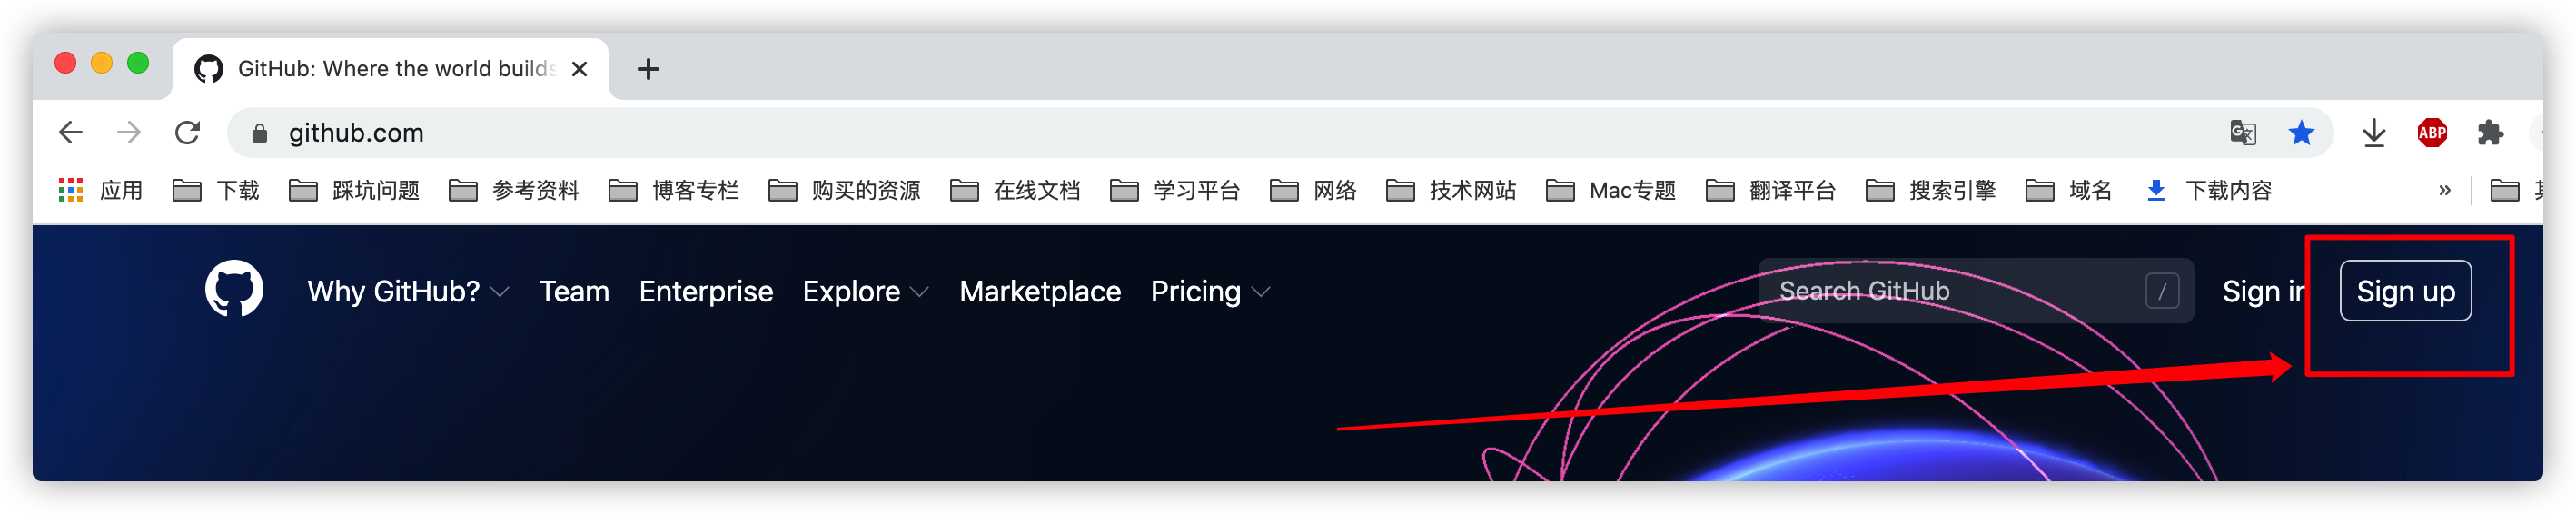 GitHub: Where the world builds
github.com
ABP
应用 下载 踩坑问题 参考资料 博客专栏 购买的资源 在线文档 学习平台 网络 技术网站 Mac专题 翻译平台 搜索引擎 域名 下载内容 »
Why GitHub? Team Enterprise Explore Marketplace Pricing Search GitHub / Sign in Sign up